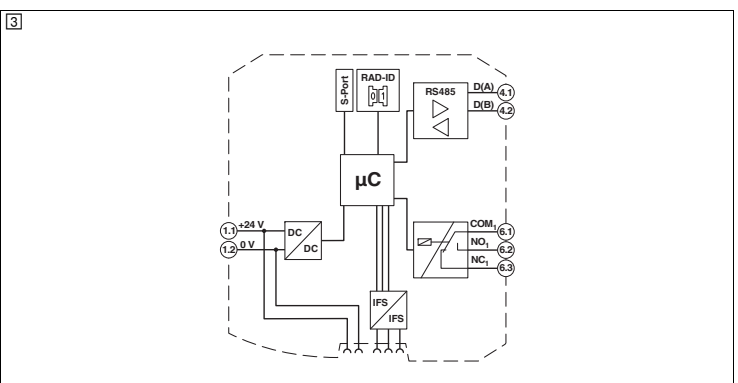 3
S-Port
RAD-ID
0 1
RS485
D(A) 4.1
D(B) 4.2
µC
1.1 +24 V
1.2 0 V
DC
DC
COM1 6.1
NO1 6.2
NC1 6.3
IFS
IFS